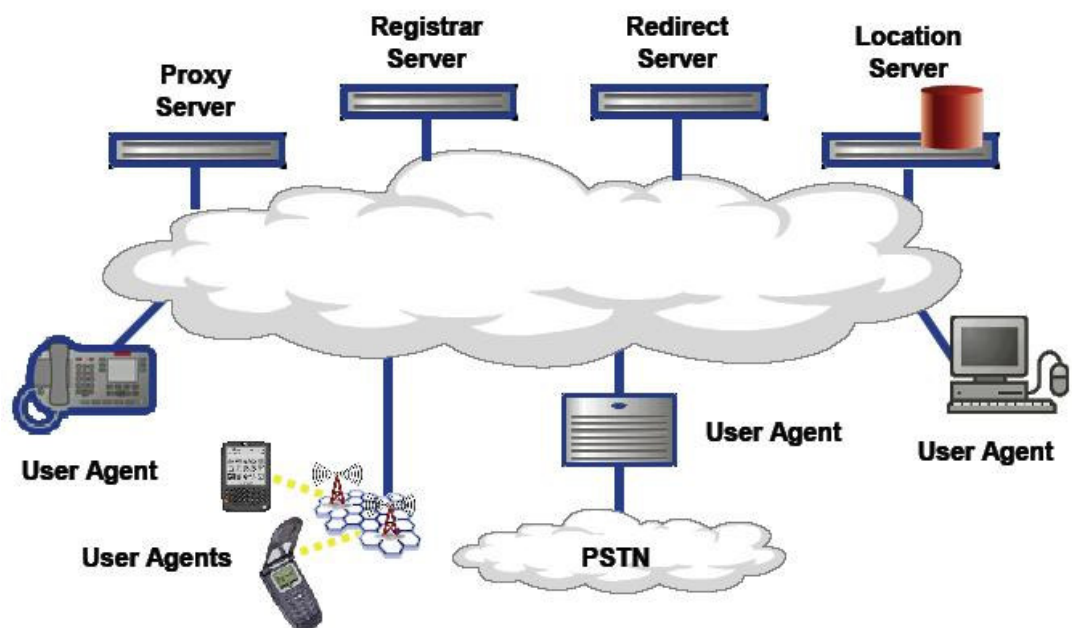 Proxy
Server
Registrar
Server
Redirect
Server
Location
Server
User Agent
User Agents
User Agent
User Agent
PSTN